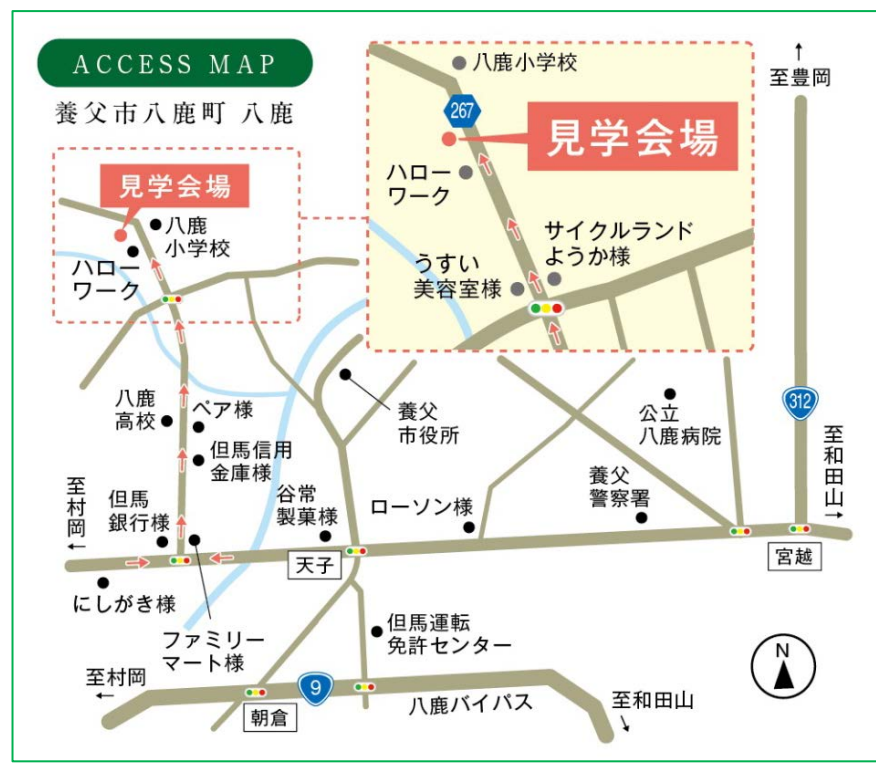 ACCESS MAP
養父市八鹿町 八鹿
見学会場
八鹿
小学校
ハロー
ワーク
八鹿小学校
267
見学会場
ハロー
ワーク
サイクルランド
ようか様
うすい
美容室様
至豊岡
312
至和田山
八鹿
高校
ペア様
但馬信用
金庫様
養父
市役所
公立
八鹿病院
至村岡
但馬
銀行様
谷常
製菓様
ローソン様
養父
警察署
天子
宮越
にしがき様
ファミリー
マート様
但馬運転
免許センター
N
至村岡
朝倉
9
八鹿バイパス
至和田山